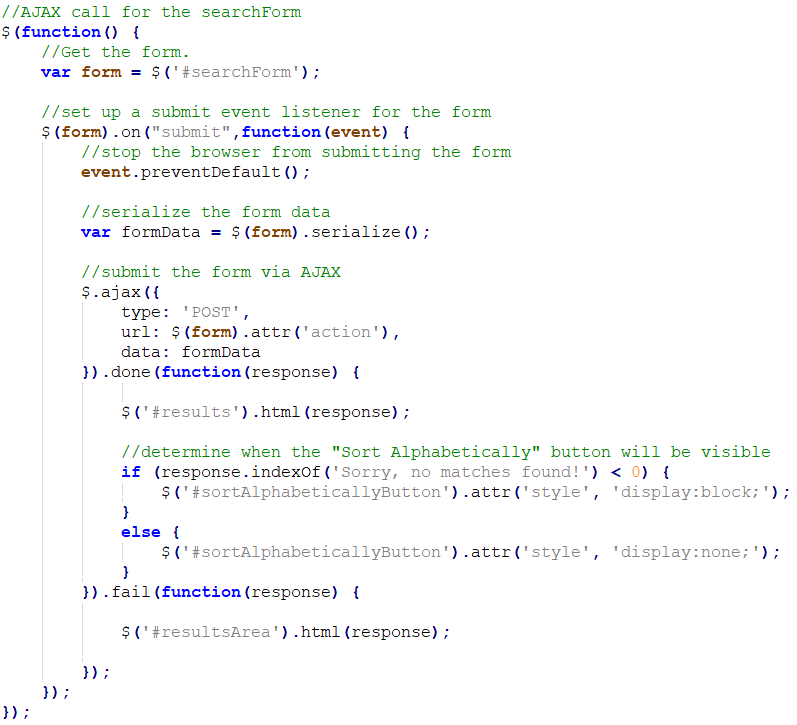 //AJAX call for the searchForm
$(function() {
    //Get the form.
    var form = $('#searchForm');
    //set up a submit event listener for the form
    $(form).on("submit",function(event) {
        //stop the browser from submitting the form
        event.preventDefault();
        //serialize the form data
        var formData = $(form).serialize();
        //submit the form via AJAX
        $.ajax({
            type: 'POST',
            url: $(form).attr('action'),
            data: formData
        }).done(function(response) {
            $('#results').html(response);
            //determine when the "Sort Alphabetically" button will be visible
            if (response.indexOf('Sorry, no matches found!') < 0) {
                $('#sortAlphabeticallyButton').attr('style', 'display:block;');
            }
            else {
                $('#sortAlphabeticallyButton').attr('style', 'display:none;');
            }
        }).fail(function(response) {
            $('#resultsArea').html(response);
        });
    });
});